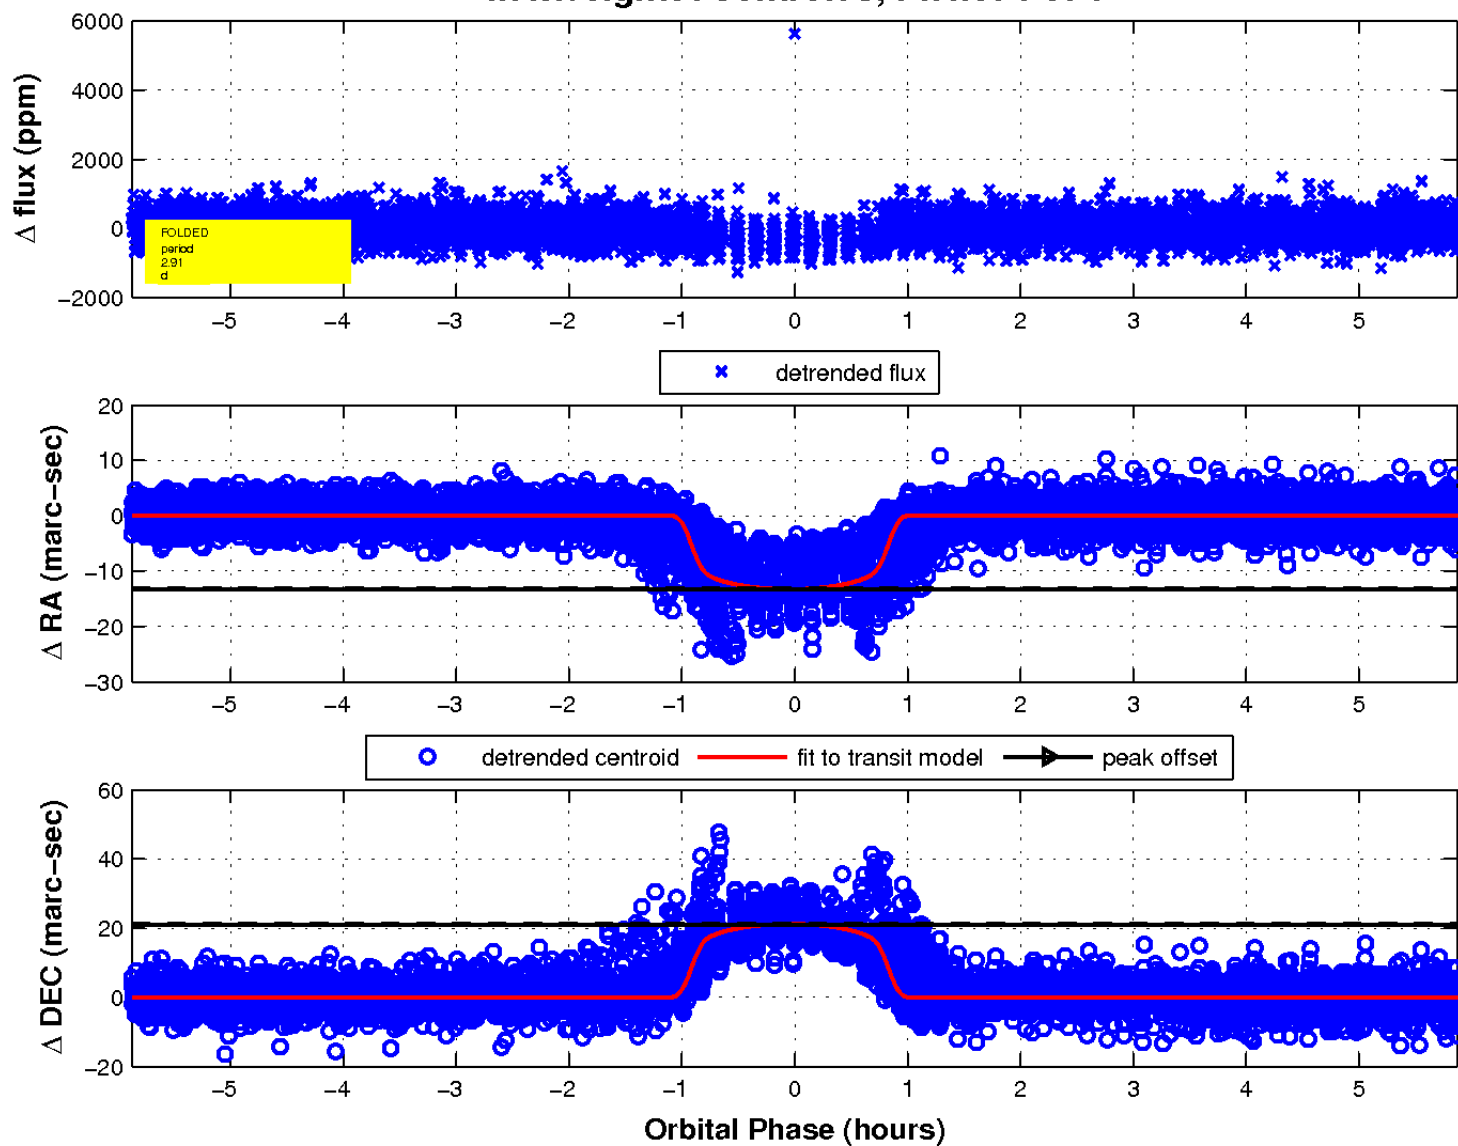 6000
4000
2000
0
−2000
Δ flux (ppm)
FOLDED
period
2.91
d
−5 −4 −3 −2 −1 0 1 2 3 4 5
detrended flux
20
10
0
−10
−20
−30
Δ RA (marc−sec)
−5 −4 −3 −2 −1 0 1 2 3 4 5
detrended centroid fit to transit model peak offset
60
40
20
0
−20
Δ DEC (marc−sec)
−5 −4 −3 −2 −1 0 1 2 3 4 5
Orbital Phase (hours)